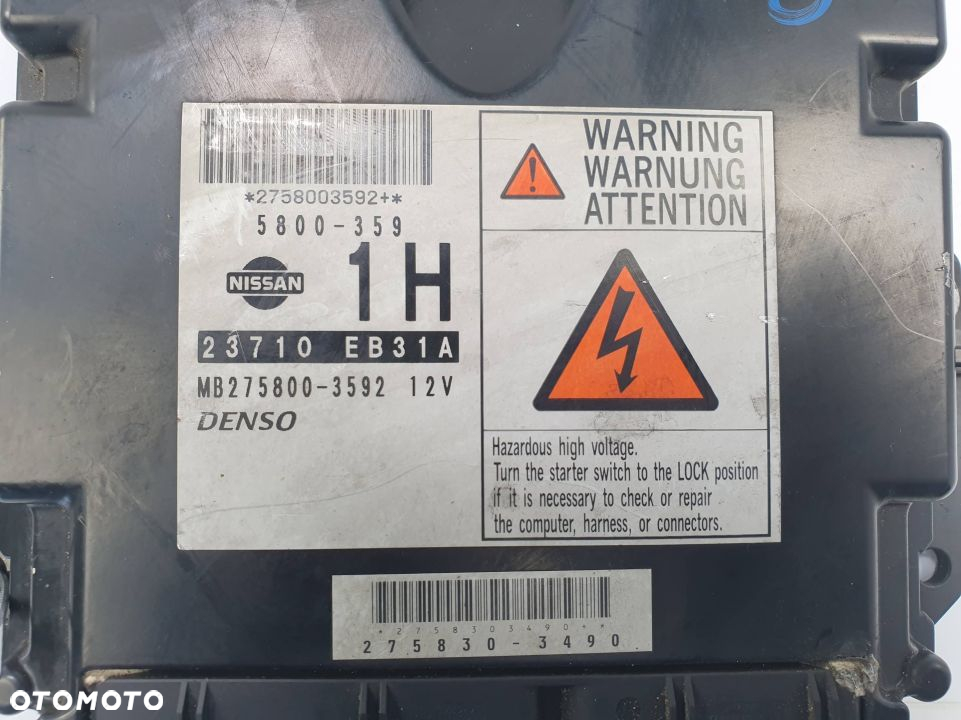 *2758003592+*
5800-359
NISSAN
1H
23710 EB31A
MB275800-3592 12V
DENSO
WARNING
WARNUNG
ATTENTION
Hazardous high voltage.
Turn the starter switch to the LOCK position
if it is necessary to check or repair
the computer, harness, or connectors.
*2758303490+*
275830-3490
OTOMOTO